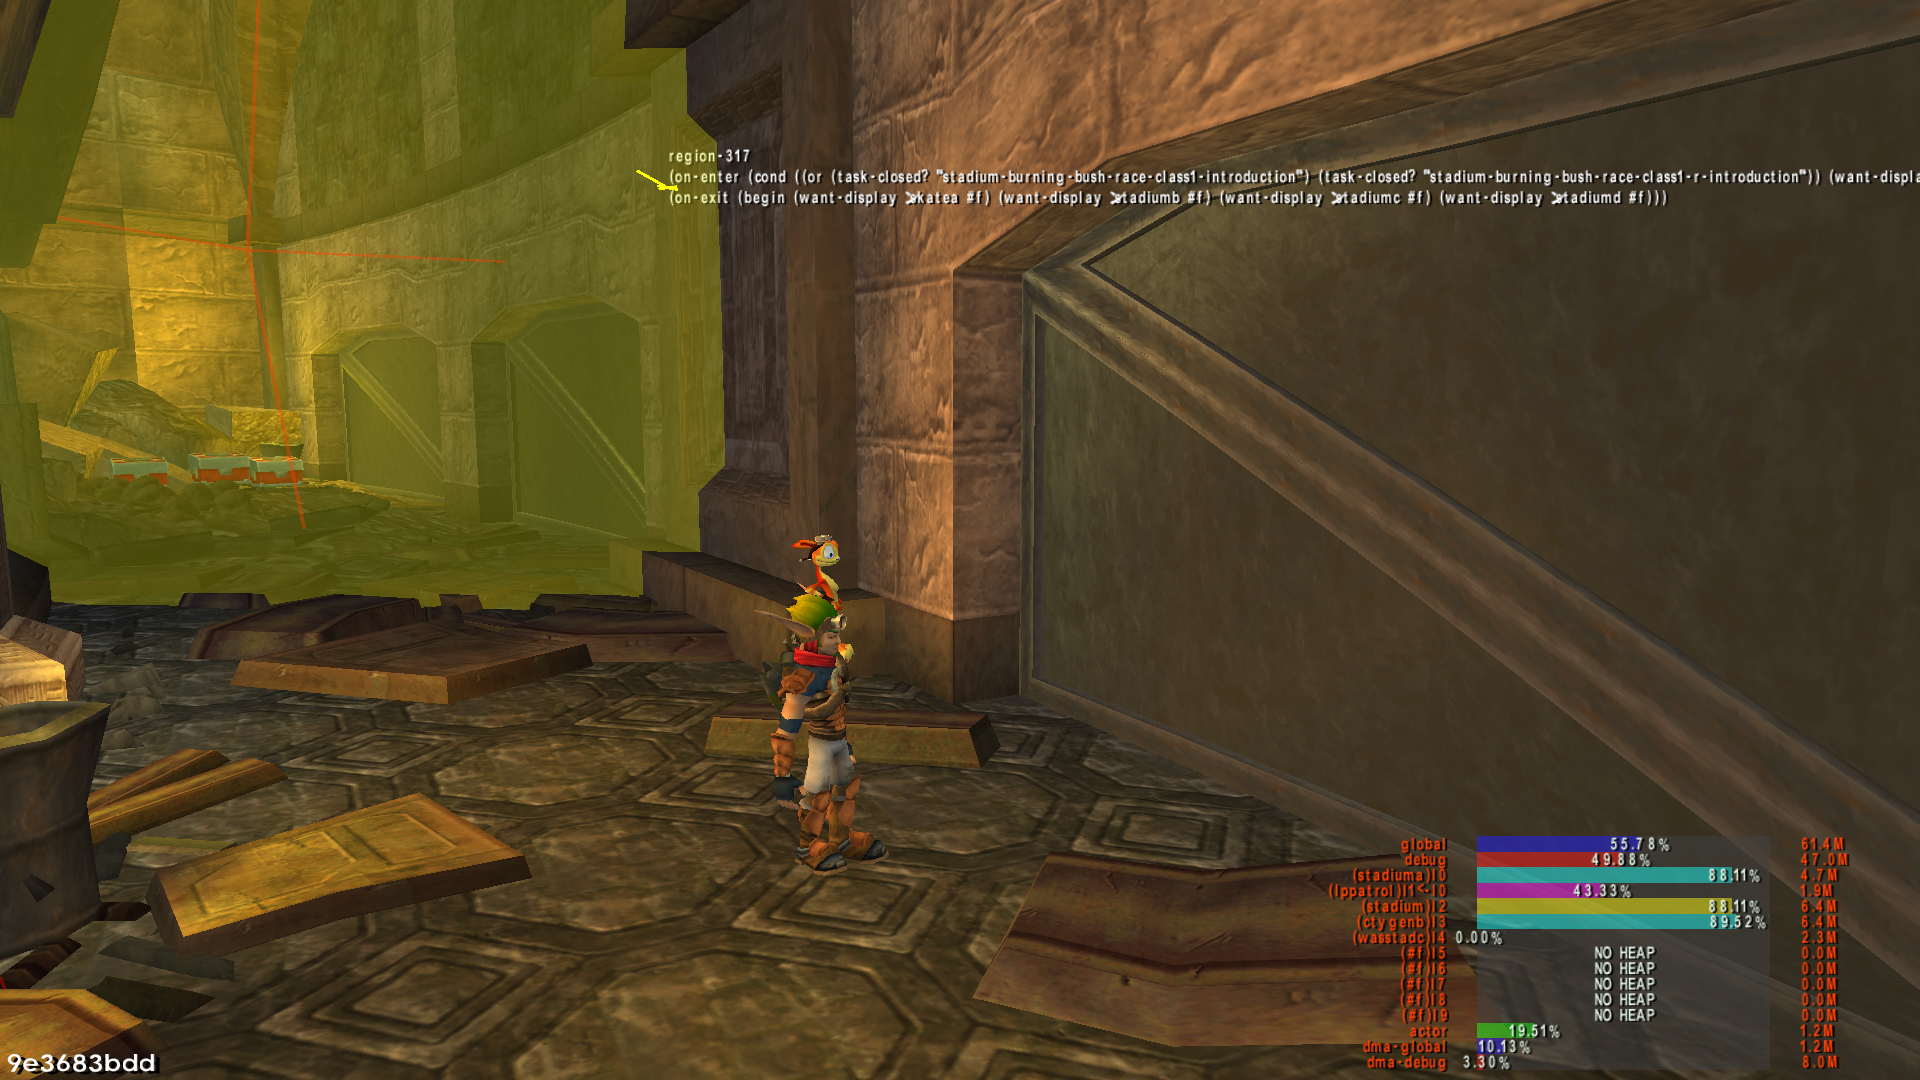 region-317
(on-enter (cond ((or (task-closed? "stadium-burning-bush-race-class1-introduction") (task-closed? "stadium-burning-bush-race-class1-r-introduction")) (want-displa
(on-exit (begin (want-display 'skatea #f) (want-display 'stadiumb #f) (want-display 'stadiumc #f) (want-display 'stadiumd #f)))
global 55.78% 61.4M
debug 49.88% 47.0M
(stadiuma)l0 88.11% 4.7M
(lppatrol)l1<-l0 43.33% 1.9M
(stadium)l2 88.11% 6.4M
(ctygenb)l3 89.52% 6.4M
(wasstadc)l4 0.00% 2.3M
(#f)l5 NO HEAP 0.0M
(#f)l6 NO HEAP 0.0M
(#f)l7 NO HEAP 0.0M
(#f)l8 NO HEAP 0.0M
(#f)l9 NO HEAP 0.0M
actor 19.51% 1.2M
dma-global 10.13% 1.2M
dma-debug 3.30% 8.0M
9e3683bdd